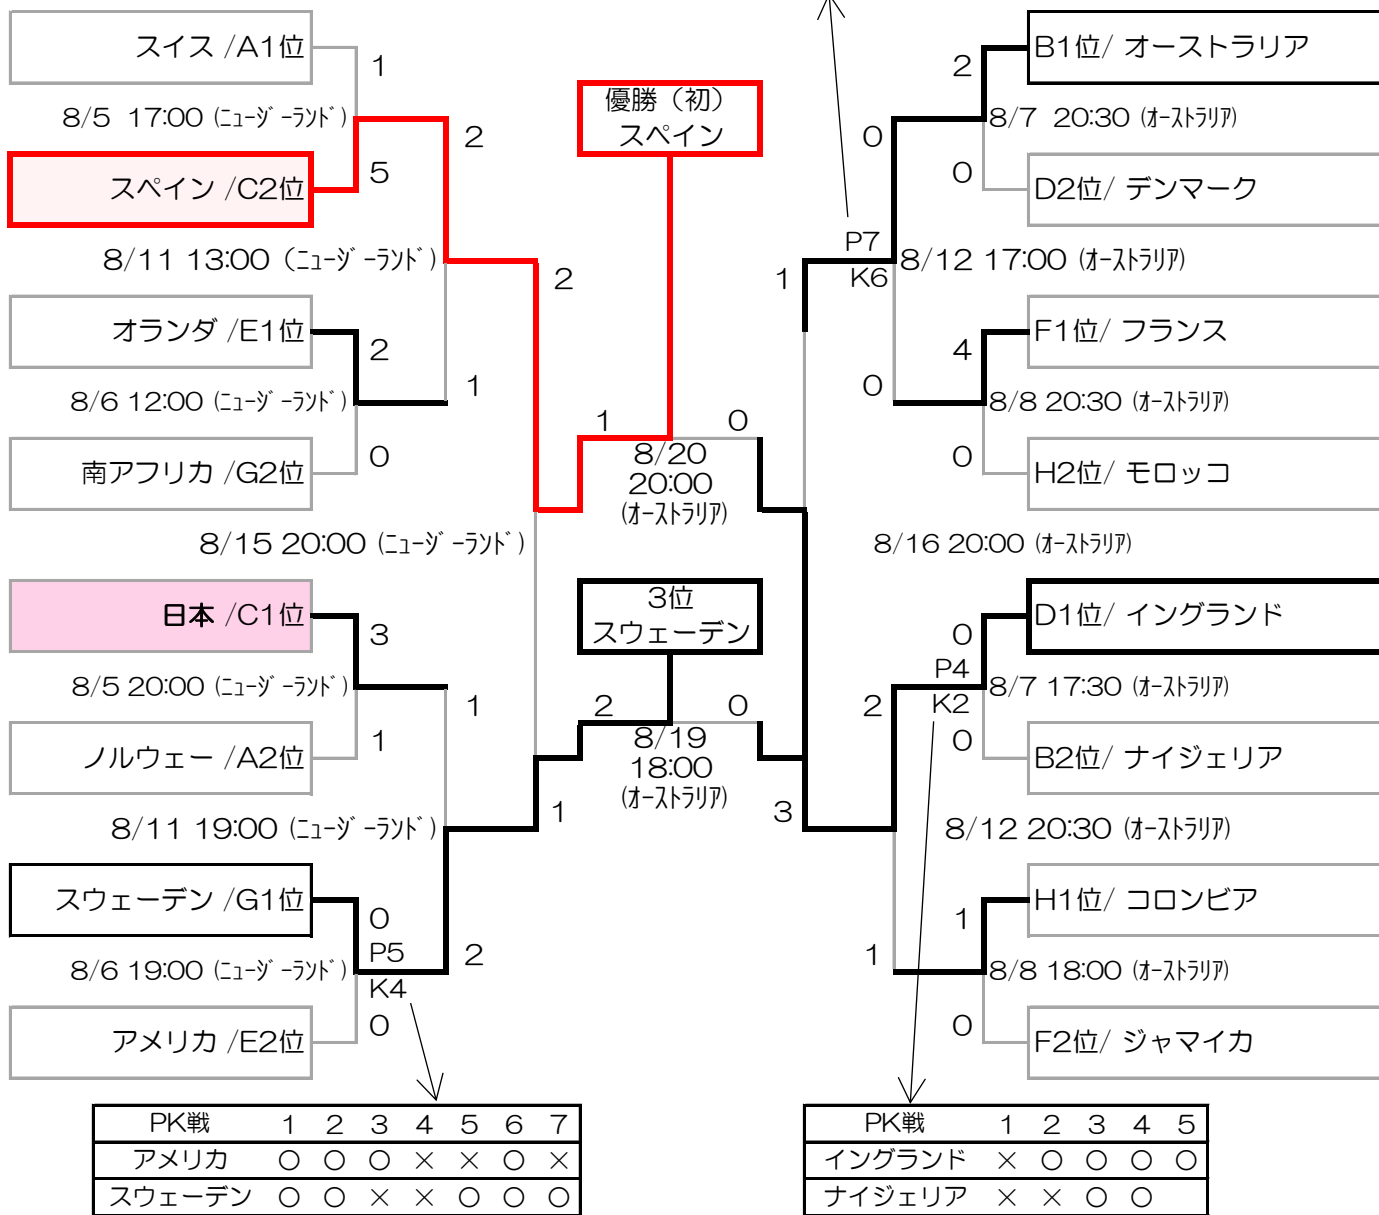 スイス /A1位
1
8/5 17:00 (ﾆｭｰｼﾞｰﾗﾝﾄﾞ)
2
スペイン /C2位
5
8/11 13:00 (ﾆｭｰｼﾞｰﾗﾝﾄﾞ)
2
オランダ /E1位
2
8/6 12:00 (ﾆｭｰｼﾞｰﾗﾝﾄﾞ)
1
南アフリカ /G2位
0
8/15 20:00 (ﾆｭｰｼﾞｰﾗﾝﾄﾞ)
日本 /C1位
3
8/5 20:00 (ﾆｭｰｼﾞｰﾗﾝﾄﾞ)
1
ノルウェー /A2位
1
8/11 19:00 (ﾆｭｰｼﾞｰﾗﾝﾄﾞ)
1
スウェーデン /G1位
0
P5
8/6 19:00 (ﾆｭｰｼﾞｰﾗﾝﾄﾞ)
2
K4
アメリカ /E2位
0
優勝（初）
スペイン
1
0
8/20
20:00
(ｵｰｽﾄﾗﾘｱ)
3位
スウェーデン
2
0
8/19
18:00
(ｵｰｽﾄﾗﾘｱ)
2
B1位/ オーストラリア
0
8/7 20:30 (ｵｰｽﾄﾗﾘｱ)
0
D2位/ デンマーク
P7
1
K6
8/12 17:00 (ｵｰｽﾄﾗﾘｱ)
4
F1位/ フランス
0
8/8 20:30 (ｵｰｽﾄﾗﾘｱ)
0
H2位/ モロッコ
8/16 20:00 (ｵｰｽﾄﾗﾘｱ)
0
D1位/ イングランド
P4
2
K2
8/7 17:30 (ｵｰｽﾄﾗﾘｱ)
0
B2位/ ナイジェリア
3
8/12 20:30 (ｵｰｽﾄﾗﾘｱ)
1
H1位/ コロンビア
1
8/8 18:00 (ｵｰｽﾄﾗﾘｱ)
0
F2位/ ジャマイカ
PK戦 1 2 3 4 5 6 7
アメリカ ○ ○ ○ × × ○ ×
スウェーデン ○ ○ × × ○ ○ ○
PK戦 1 2 3 4 5
イングランド × ○ ○ ○ ○
ナイジェリア × × ○ ○